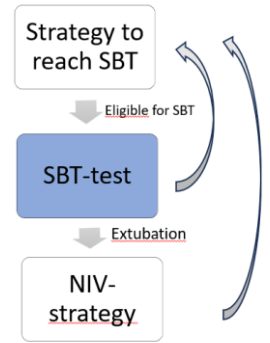 Strategy to
reach SBT
Eligible for SBT
SBT-test
Extubation
NIV-
strategy